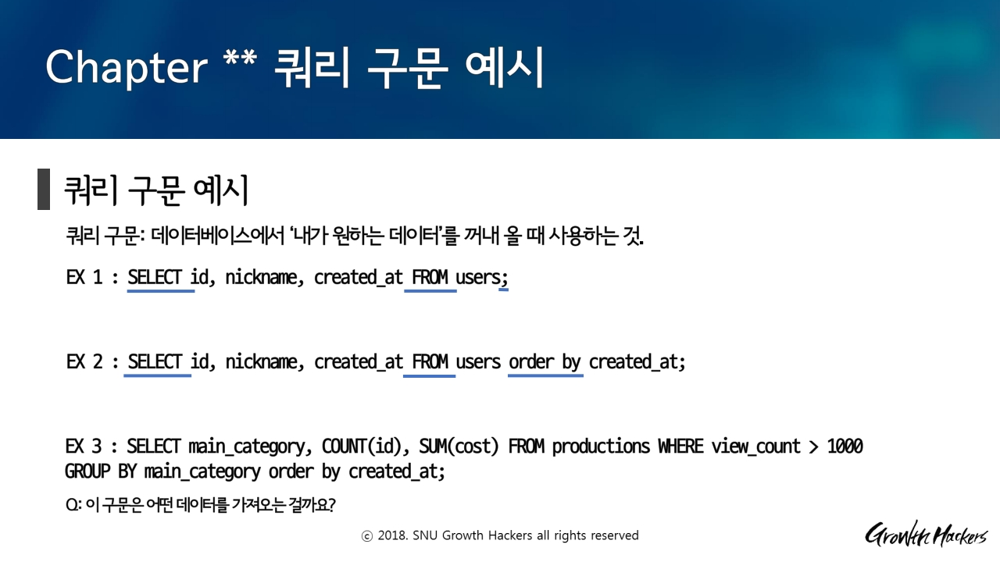 Chapter ** 쿼리 구문 예시
쿼리 구문 예시
쿼리 구문: 데이터베이스에서 ‘내가 원하는 데이터’를 꺼내 올 때 사용하는 것.
EX 1 : SELECT id, nickname, created_at FROM users;
EX 2 : SELECT id, nickname, created_at FROM users order by created_at;
EX 3 : SELECT main_category, COUNT(id), SUM(cost) FROM productions WHERE view_count > 1000
GROUP BY main_category order by created_at;
Q: 이 구문은 어떤 데이터를 가져오는 걸까요?
ⓒ 2018. SNU Growth Hackers all rights reserved
Growth Hackers